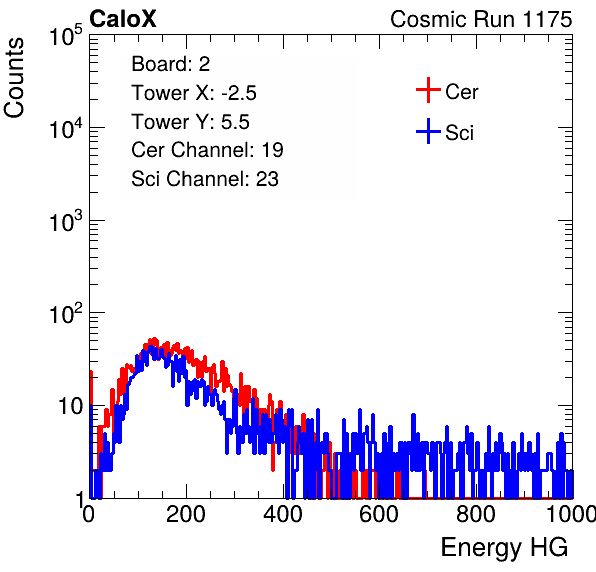 CaloX Cosmic Run 1175
Counts
10^5
10^4
10^3
10^2
10
1
Board: 2
Tower X: -2.5
Tower Y: 5.5
Cer Channel: 19
Sci Channel: 23
Cer
Sci
0 200 400 600 800 1000
Energy HG